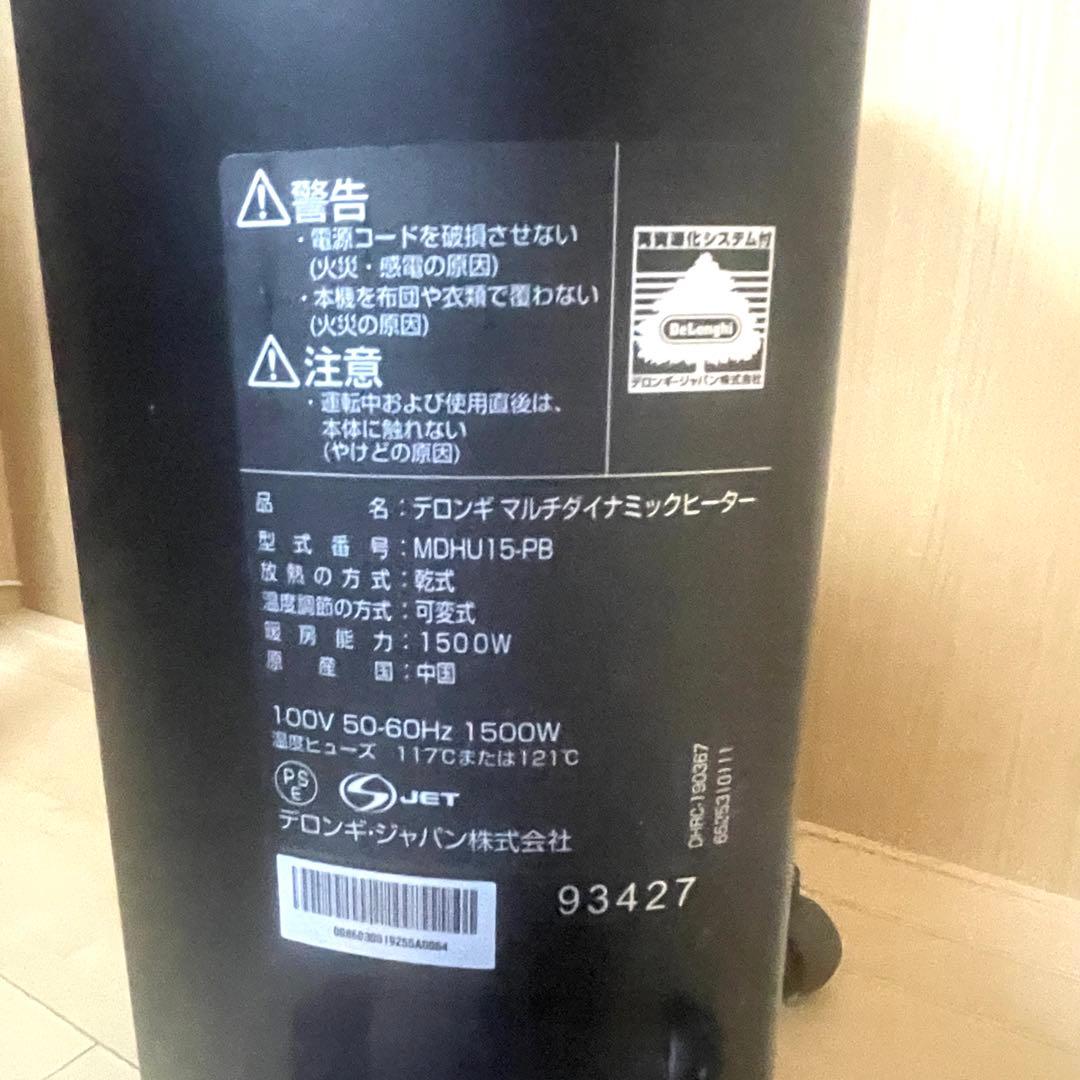 警告
・電源コードを破損させない
(火災・感電の原因)
・本機を布団や衣類で覆わない
(火災の原因)
注意
・運転中および使用直後は、
本体に触れない
(やけどの原因)
再資源化システム付
DeLonghi
デロンギ・ジャパン株式会社
品名：デロンギ マルチダイナミックヒーター
型式番号：MDHU15-PB
放熱の方式：乾式
温度調節の方式：可変式
暖房能力：1500W
原産国：中国
100V 50-60Hz 1500W
温度ヒューズ 117℃または121℃
PSE
JET
デロンギ・ジャパン株式会社
DHRC-190367
6525310111
93427